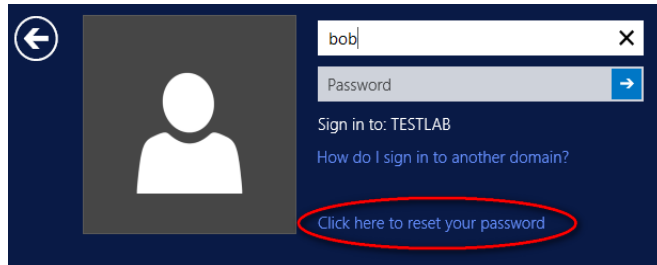 bob
Password
Sign in to: TESTLAB
How do I sign in to another domain?
Click here to reset your password